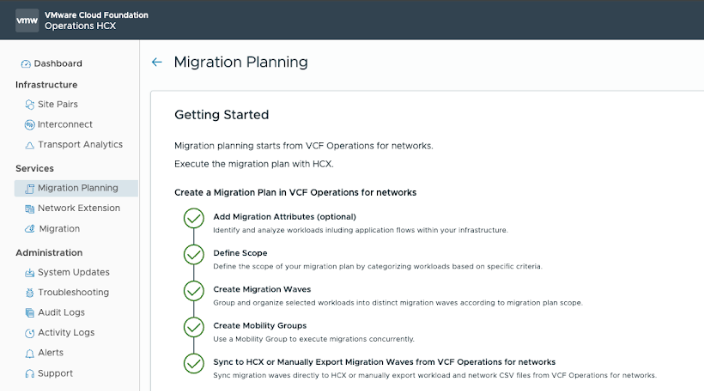 vmw
VMware Cloud Foundation
Operations HCX
Dashboard
Infrastructure
Site Pairs
Interconnect
Transport Analytics
Services
Migration Planning
Network Extension
Migration
Administration
System Updates
Troubleshooting
Audit Logs
Activity Logs
Alerts
Support
Migration Planning
Getting Started
Migration planning starts from VCF Operations for networks.
Execute the migration plan with HCX.
Create a Migration Plan in VCF Operations for networks
Add Migration Attributes (optional)
Identify and analyze workloads inluding application flows within your infrastructure.
Define Scope
Define the scope of your migration plan by categorizing workloads based on specific criteria.
Create Migration Waves
Group and organize selected workloads into distinct migration waves according to migration plan scope.
Create Mobility Groups
Use a Mobility Group to execute migrations concurrently.
Sync to HCX or Manually Export Migration Waves from VCF Operations for networks
Sync migration waves directly to HCX or manually export workload and network CSV files from VCF Operations for networks.